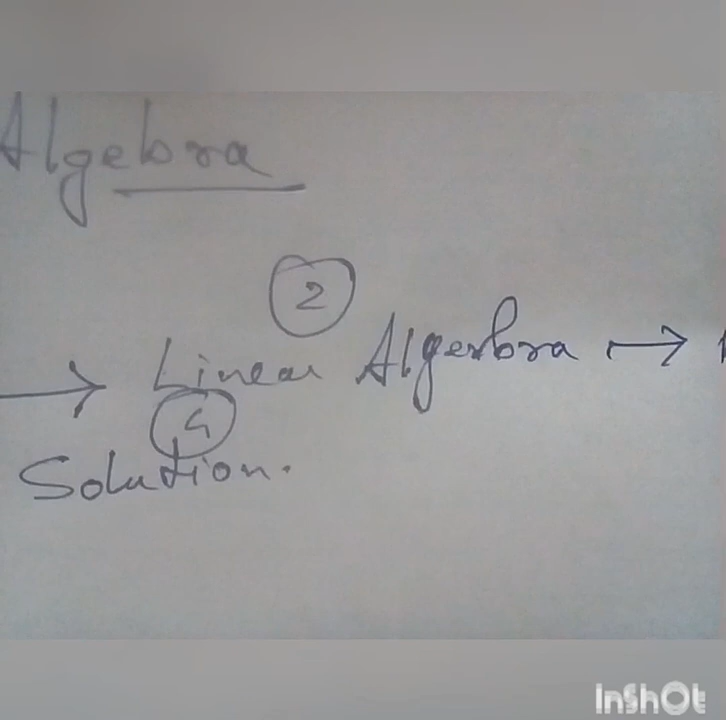 Algebra
2
→ Linear Algerbra →
4
Solution.
InShOt